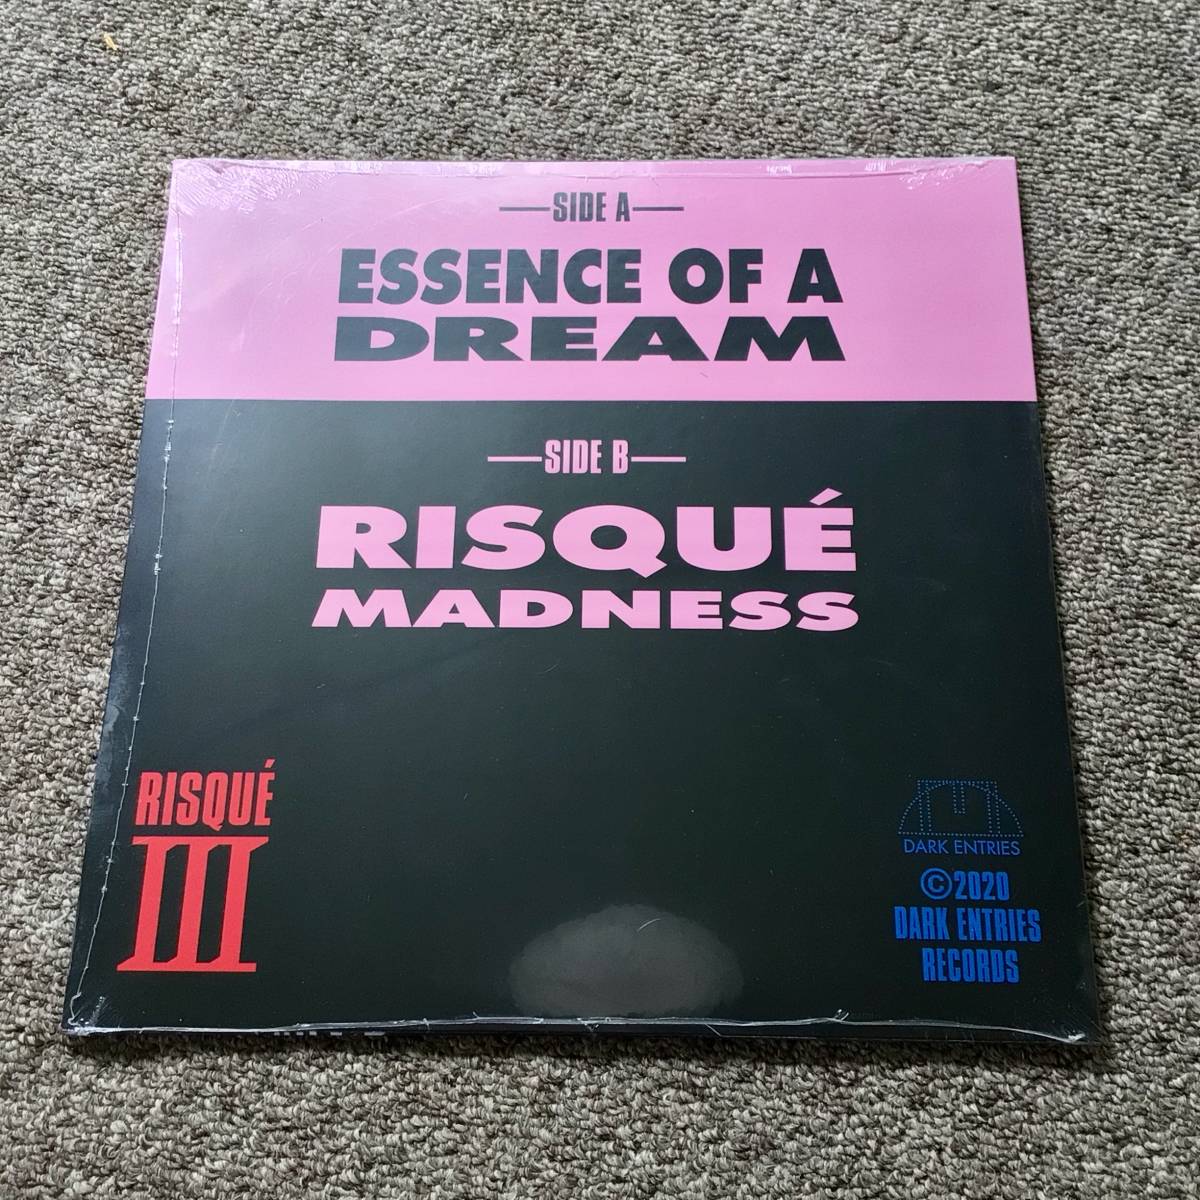 SIDE A
ESSENCE OF A
DREAM
SIDE B
RISQUÉ
MADNESS
RISQUÉ
III
DARK ENTRIES
©2020
DARK ENTRIES
RECORDS